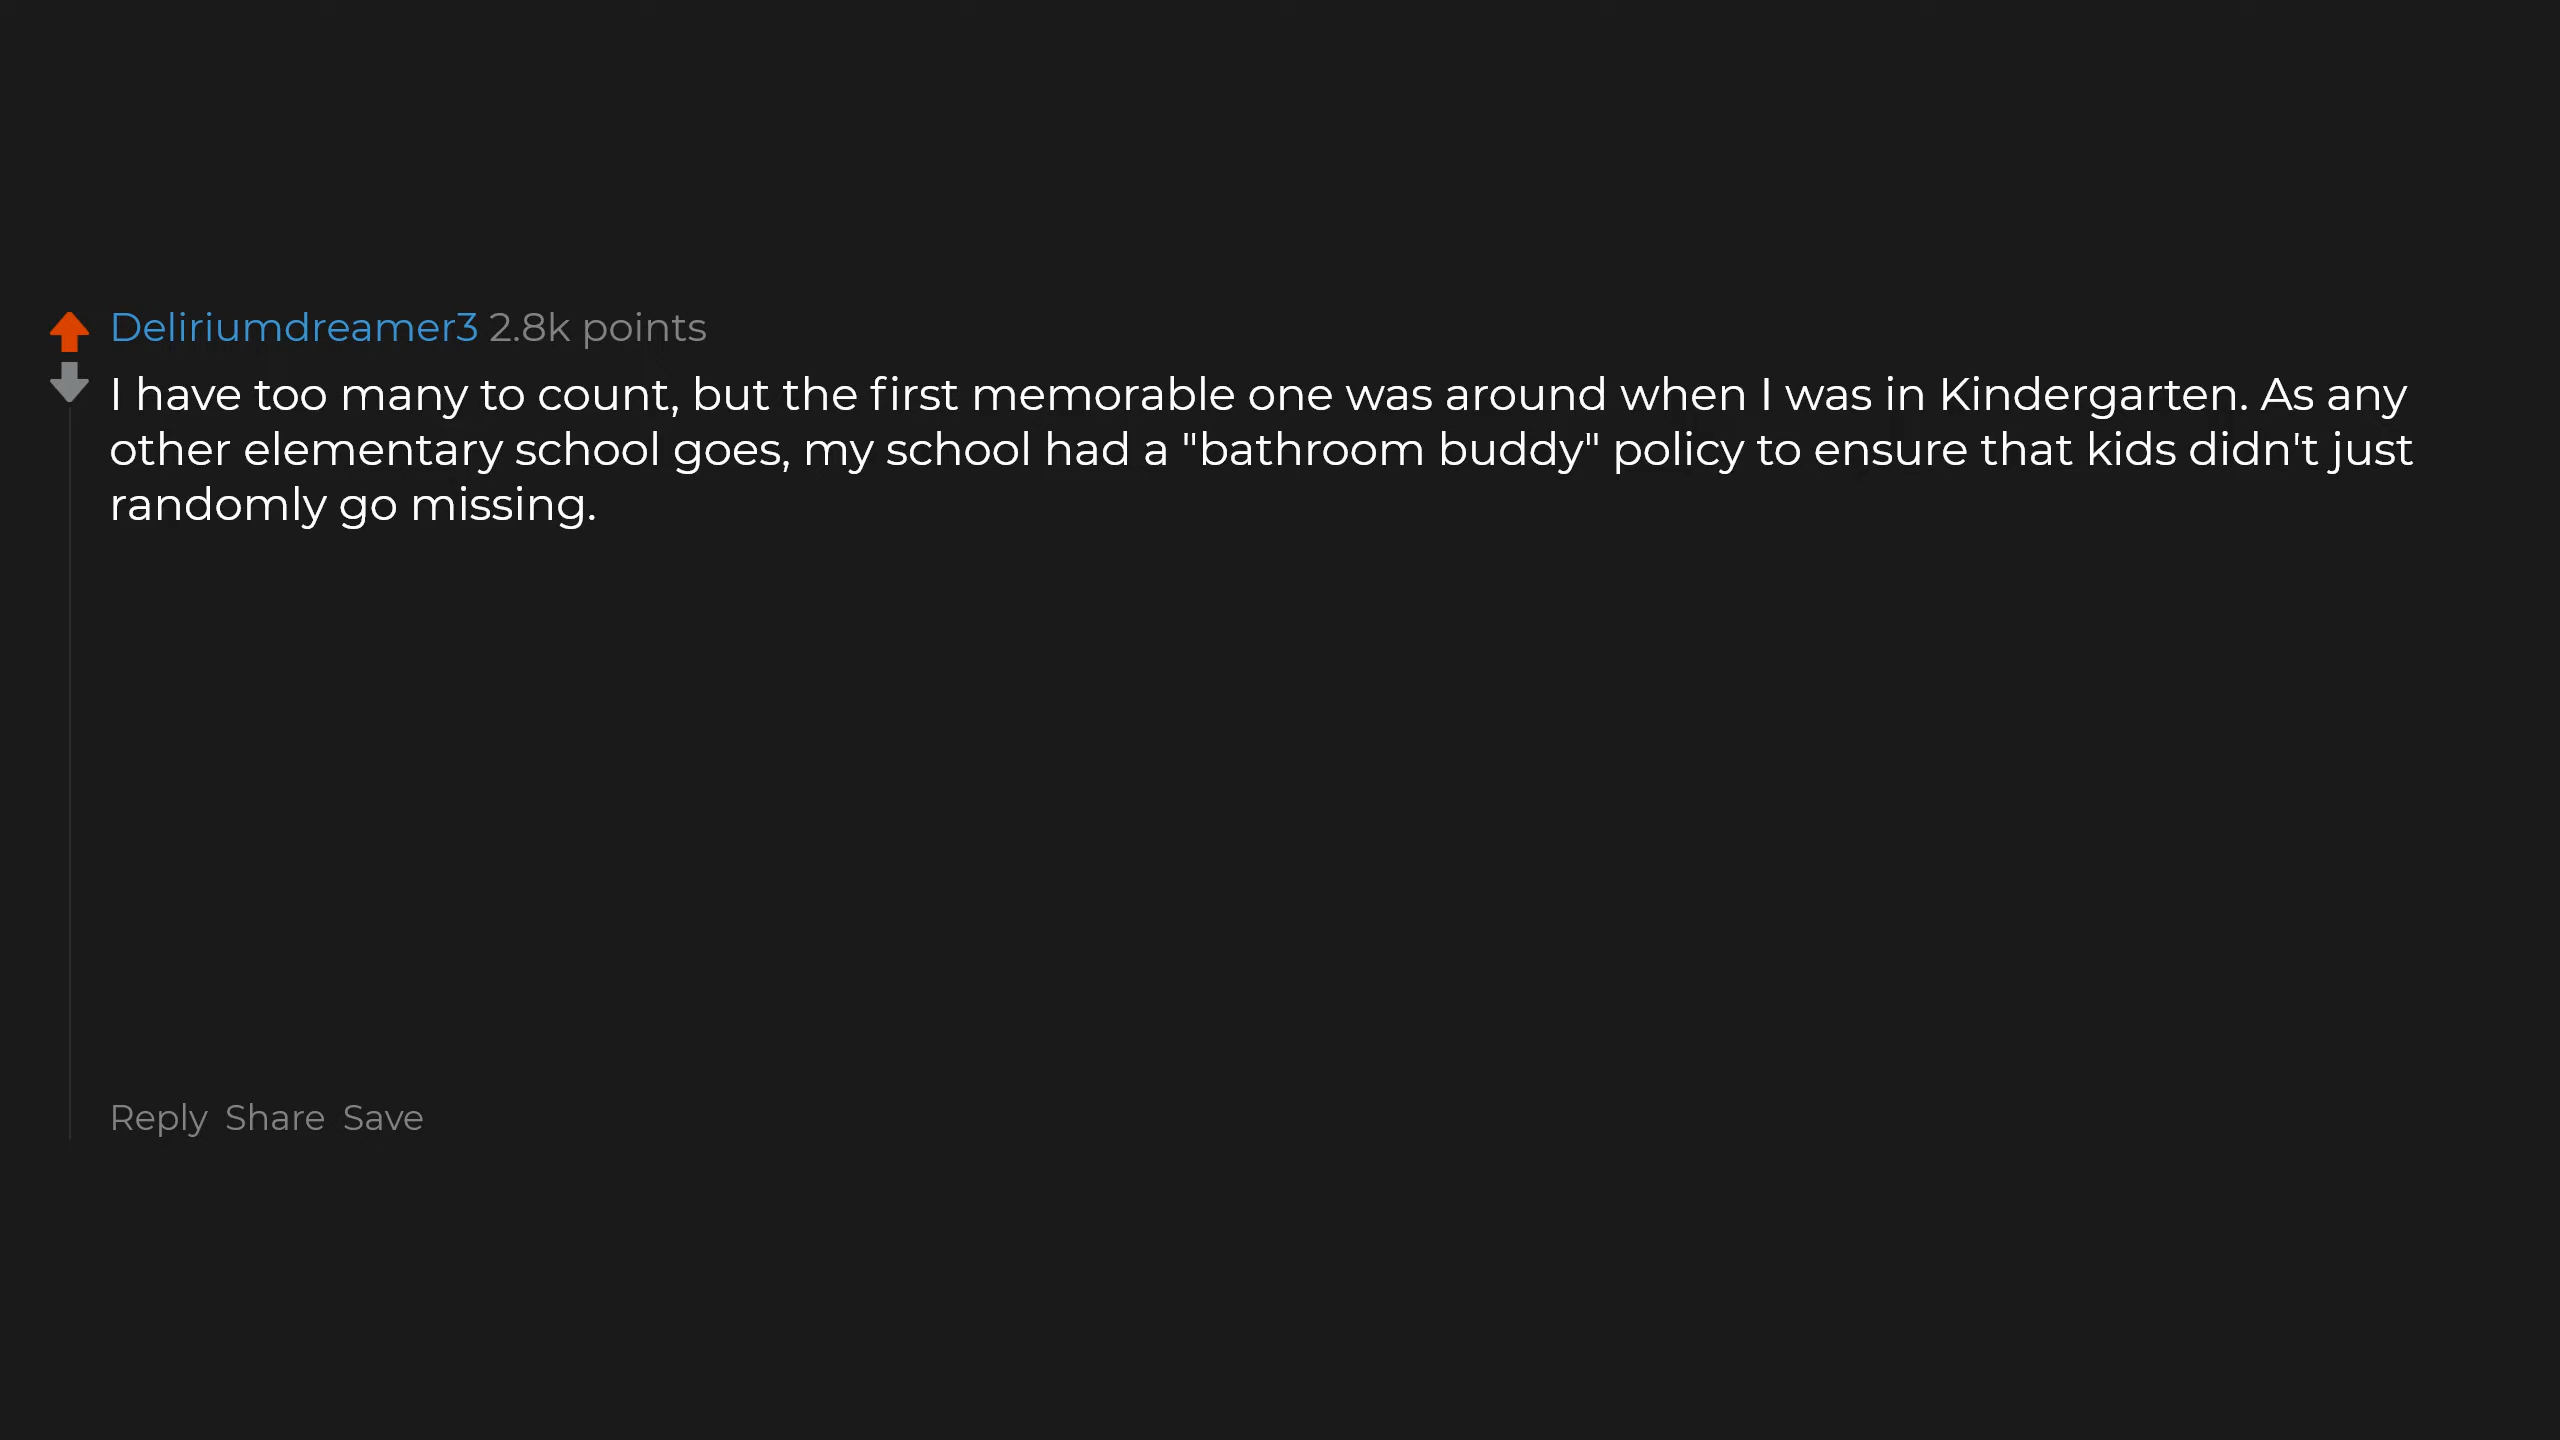 Deliriumdreamer3 2.8k points
I have too many to count, but the first memorable one was around when I was in Kindergarten. As any
other elementary school goes, my school had a "bathroom buddy" policy to ensure that kids didn't just
randomly go missing.
Reply Share Save